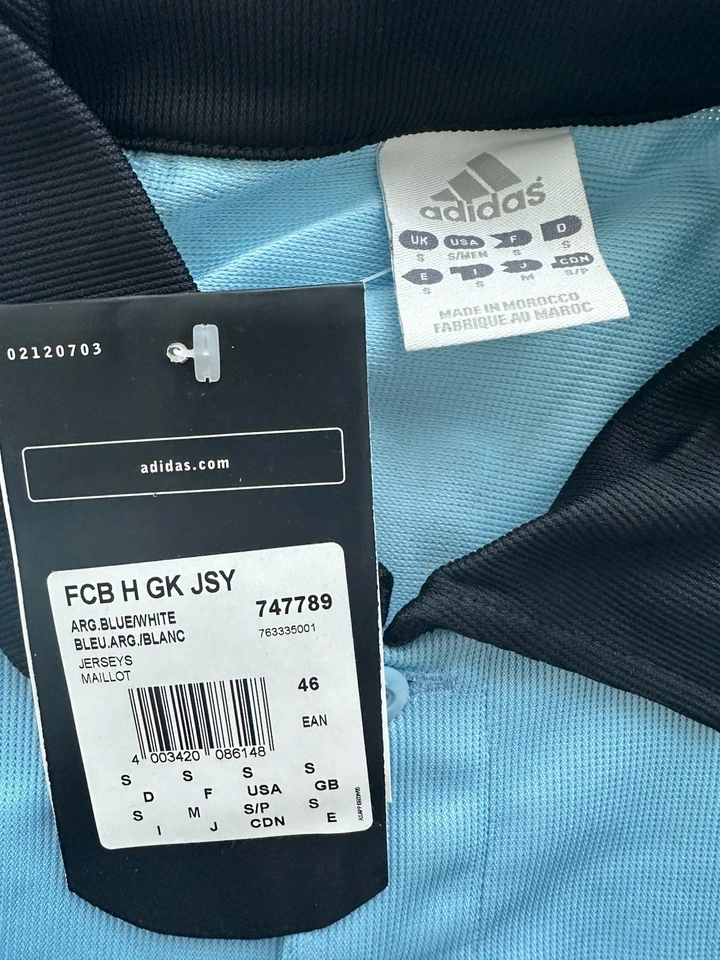 adidas
UK USA F D
S S/MEN S S
E I J CDN
S S M S/P
MADE IN MOROCCO
FABRIQUE AU MAROC
02120703
adidas.com
FCB H GK JSY
ARG.BLUE/WHITE 747789
BLEU.ARG./BLANC 763335001
JERSEYS
MAILLOT
46
EAN
4 003420 086148
S S S S
D F USA GB
S M S/P S
I J CDN E